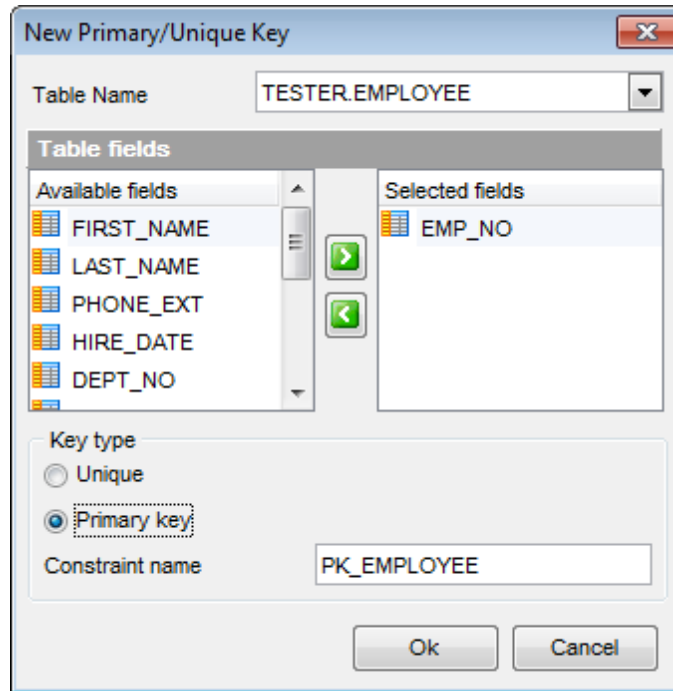 New Primary/Unique Key
Table Name
TESTER.EMPLOYEE
Table fields
Available fields
FIRST_NAME
LAST_NAME
PHONE_EXT
HIRE_DATE
DEPT_NO
Selected fields
EMP_NO
Key type
Unique
Primary key
Constraint name
PK_EMPLOYEE
Ok
Cancel